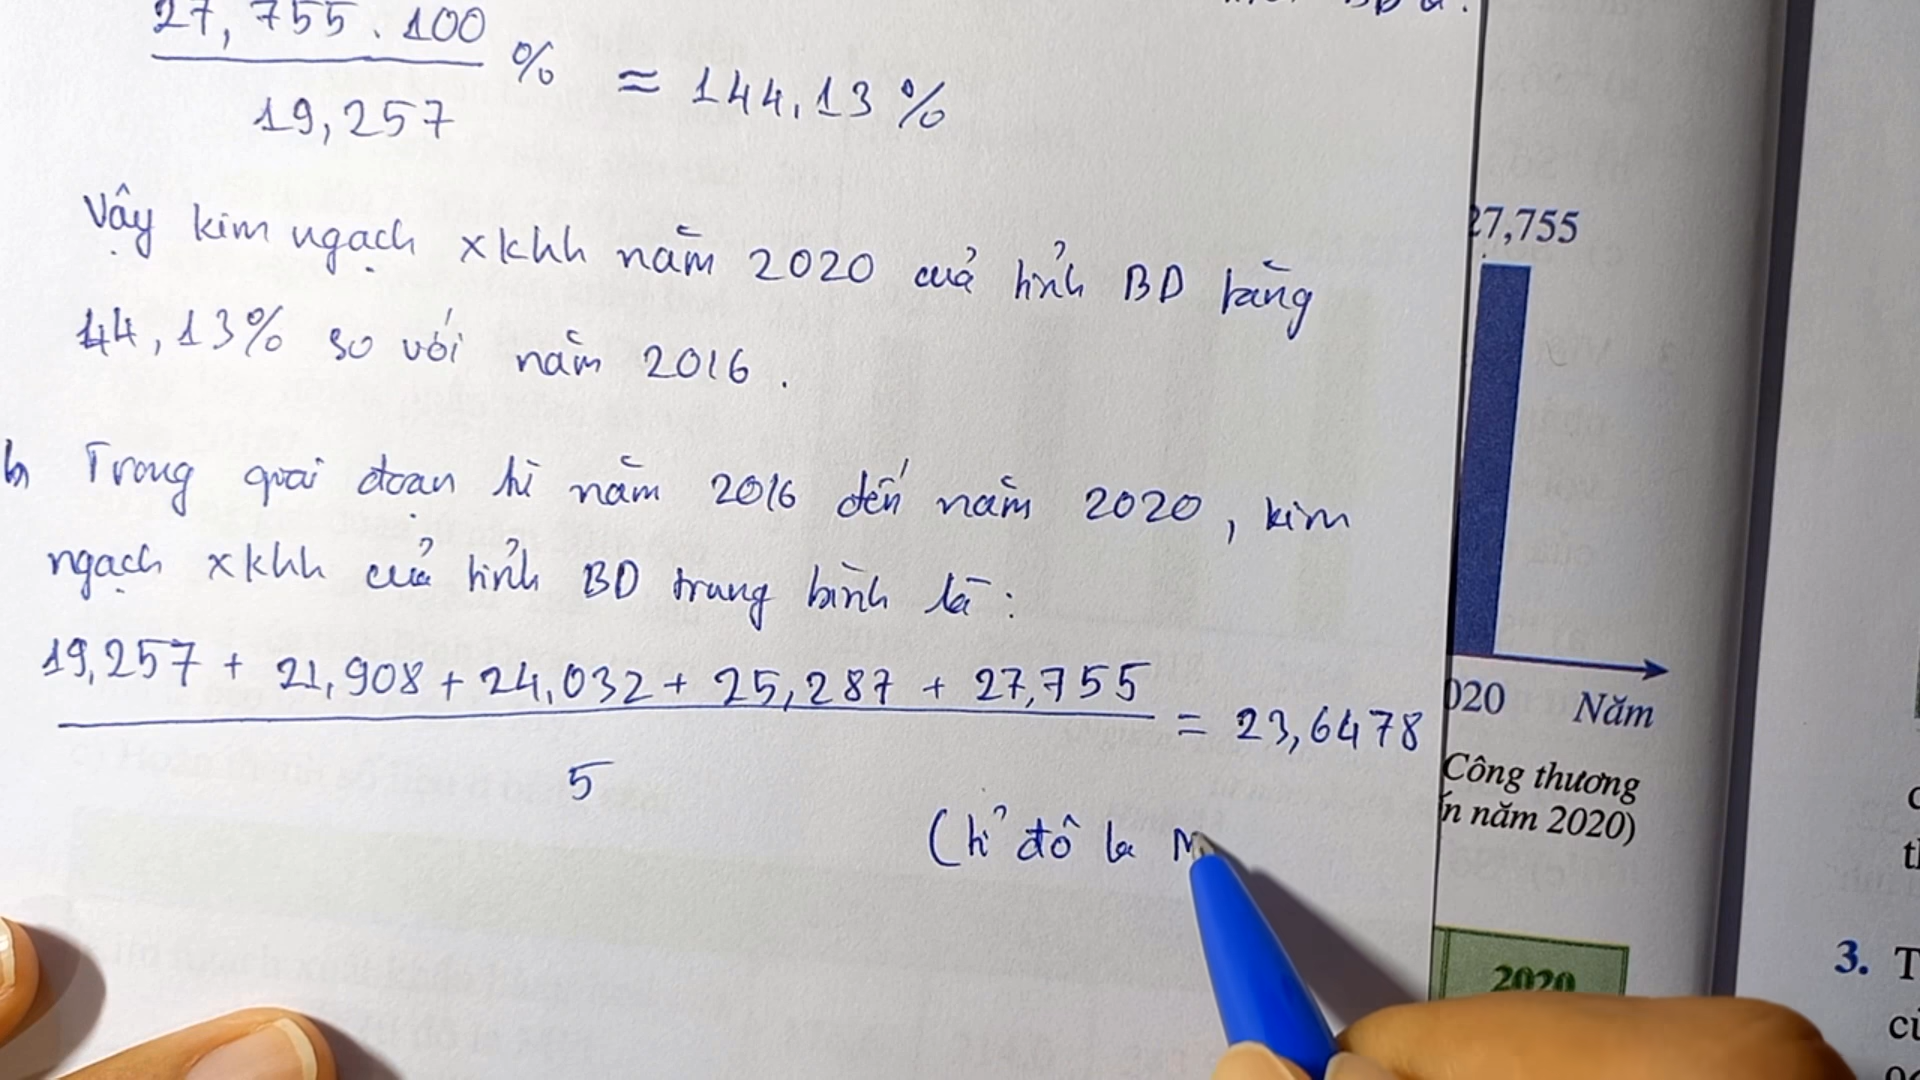 27,755 . 100
% ≈ 144,13%
19,257
Vậy kim ngạch xkhh năm 2020 của tỉnh BD bằng
144,13% so với năm 2016.
b, Trong giai đoạn từ năm 2016 đến năm 2020, kim
ngạch xkhh của tỉnh BD trung bình là:
19,257 + 21,908 + 24,032 + 25,287 + 27,755
= 23,6478
5
(tỉ đô la M
27,755
020 Năm
Công thương
n năm 2020)
2020
3. T